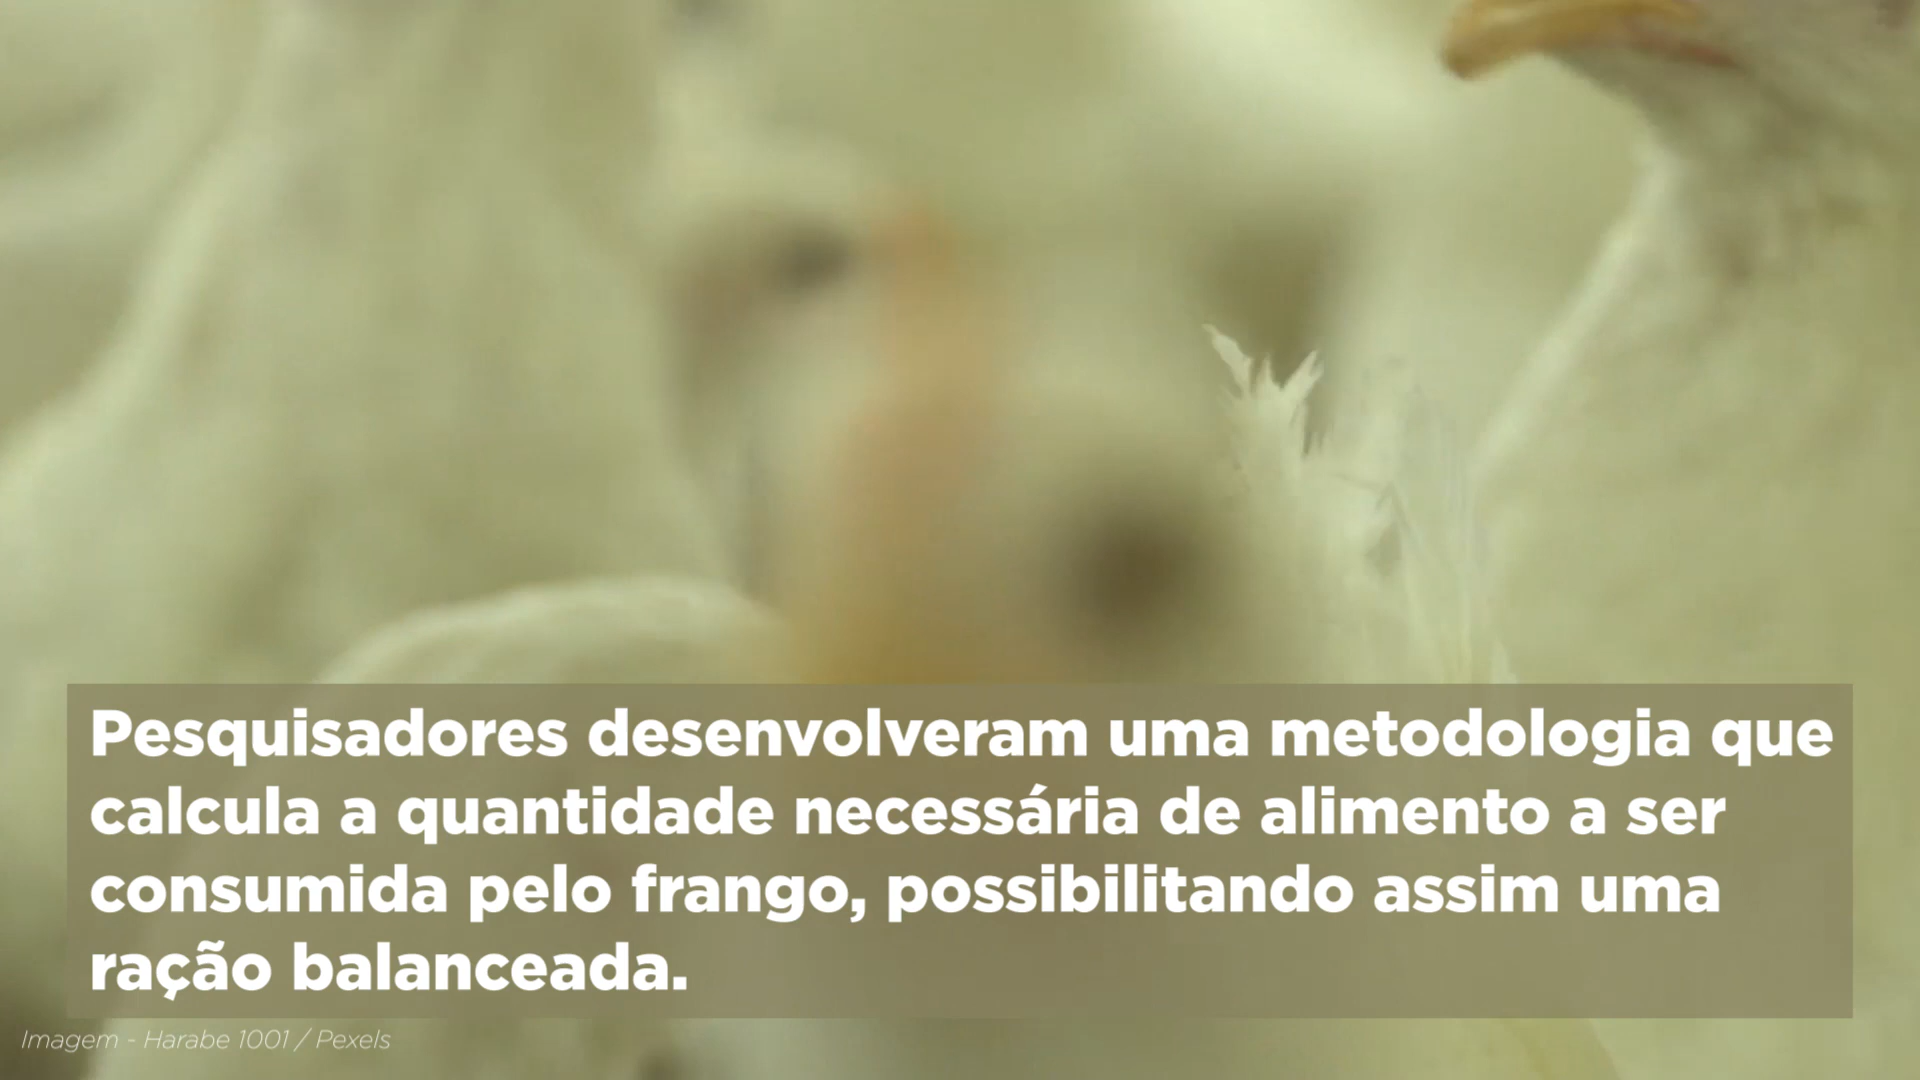 Pesquisadores desenvolveram uma metodologia que
calcula a quantidade necessária de alimento a ser
consumida pelo frango, possibilitando assim uma
ração balanceada.
Imagem - Harabe 1001 / Pexels